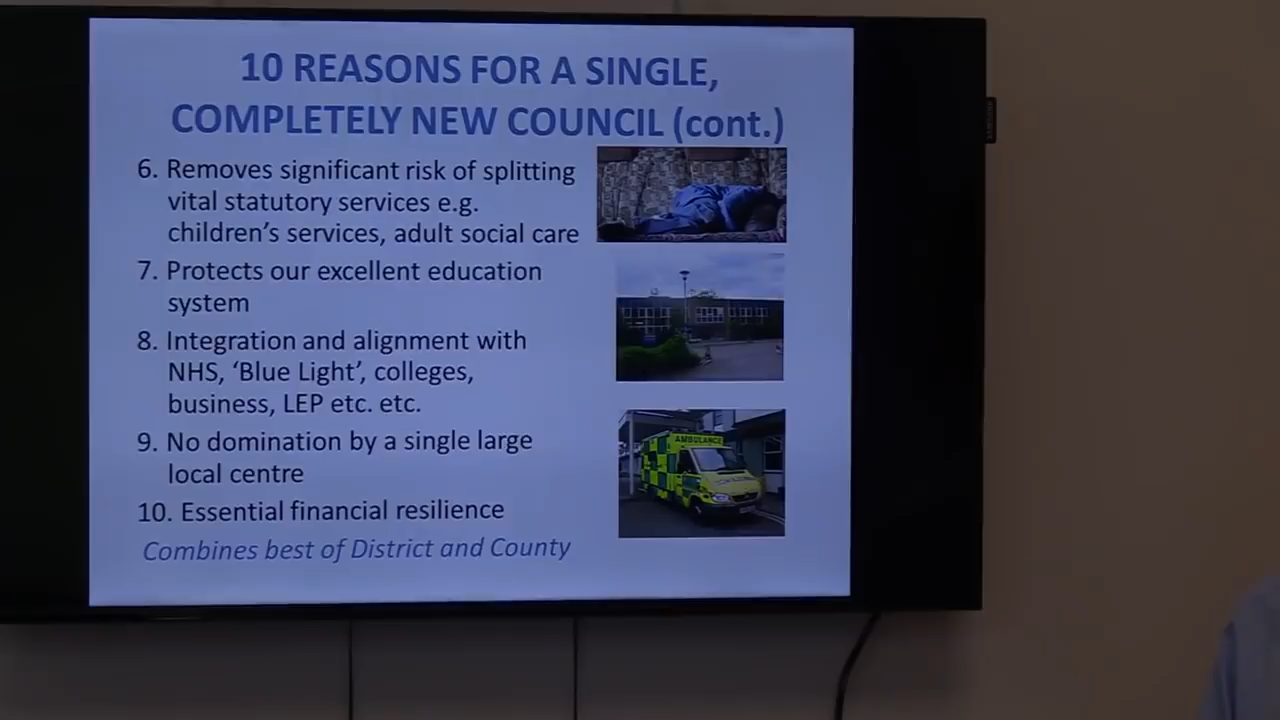 10 REASONS FOR A SINGLE,
COMPLETELY NEW COUNCIL (cont.)
6. Removes significant risk of splitting
vital statutory services e.g.
children's services, adult social care
7. Protects our excellent education
system
8. Integration and alignment with
NHS, ‘Blue Light’, colleges,
business, LEP etc. etc.
9. No domination by a single large
local centre
10. Essential financial resilience
Combines best of District and County
AMBULANCE